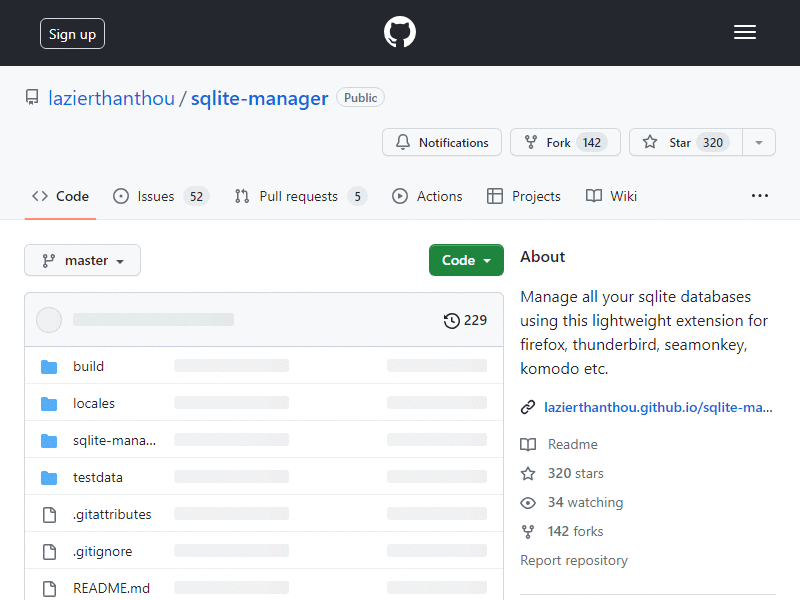 Sign up
lazierthanthou / sqlite-manager Public
Notifications Fork 142 Star 320
Code Issues 52 Pull requests 5 Actions Projects Wiki
master Code
229
build
locales
sqlite-mana...
testdata
.gitattributes
.gitignore
README.md
About
Manage all your sqlite databases
using this lightweight extension for
firefox, thunderbird, seamonkey,
komodo etc.
lazierthanthou.github.io/sqlite-ma...
Readme
320 stars
34 watching
142 forks
Report repository